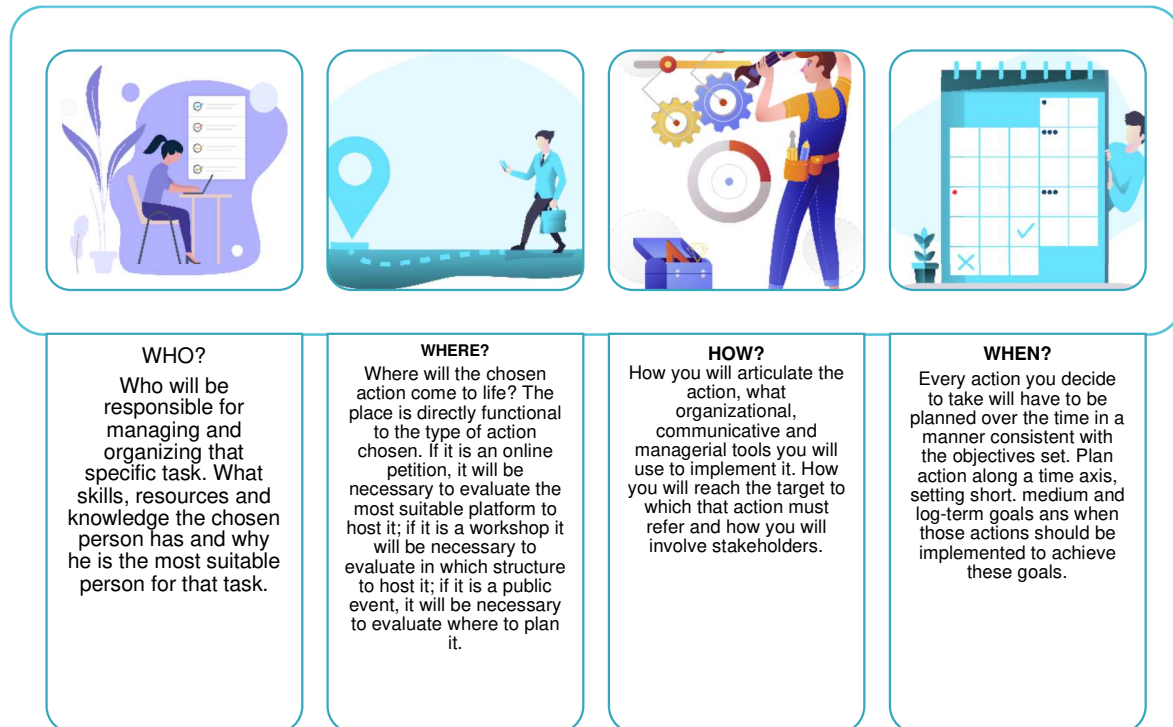 WHO?
Who will be
responsible for
managing and
organizing that
specific task. What
skills, resources and
knowledge the chosen
person has and why
he is the most suitable
person for that task.
WHERE?
Where will the chosen
action come to life? The
place is directly functional
to the type of action
chosen. If it is an online
petition, it will be
necessary to evaluate the
most suitable platform to
host it; if it is a workshop it
will be necessary to
evaluate in which structure
to host it; if it is a public
event, it will be necessary
to evaluate where to plan
it.
HOW?
How you will articulate the
action, what
organizational,
communicative and
managerial tools you will
use to implement it. How
you will reach the target to
which that action must
refer and how you will
involve stakeholders.
WHEN?
Every action you decide
to take will have to be
planned over the time in a
manner consistent with
the objectives set. Plan
action along a time axis,
setting short. medium and
log-term goals ans when
those actions should be
implemented to achieve
these goals.